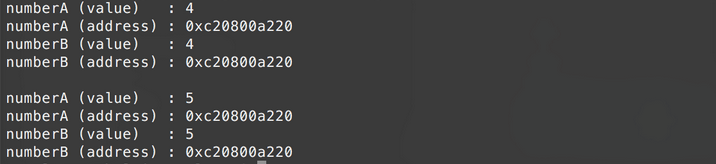 numberA (value)   : 4
numberA (address) : 0xc20800a220
numberB (value)   : 4
numberB (address) : 0xc20800a220

numberA (value)   : 5
numberA (address) : 0xc20800a220
numberB (value)   : 5
numberB (address) : 0xc20800a220